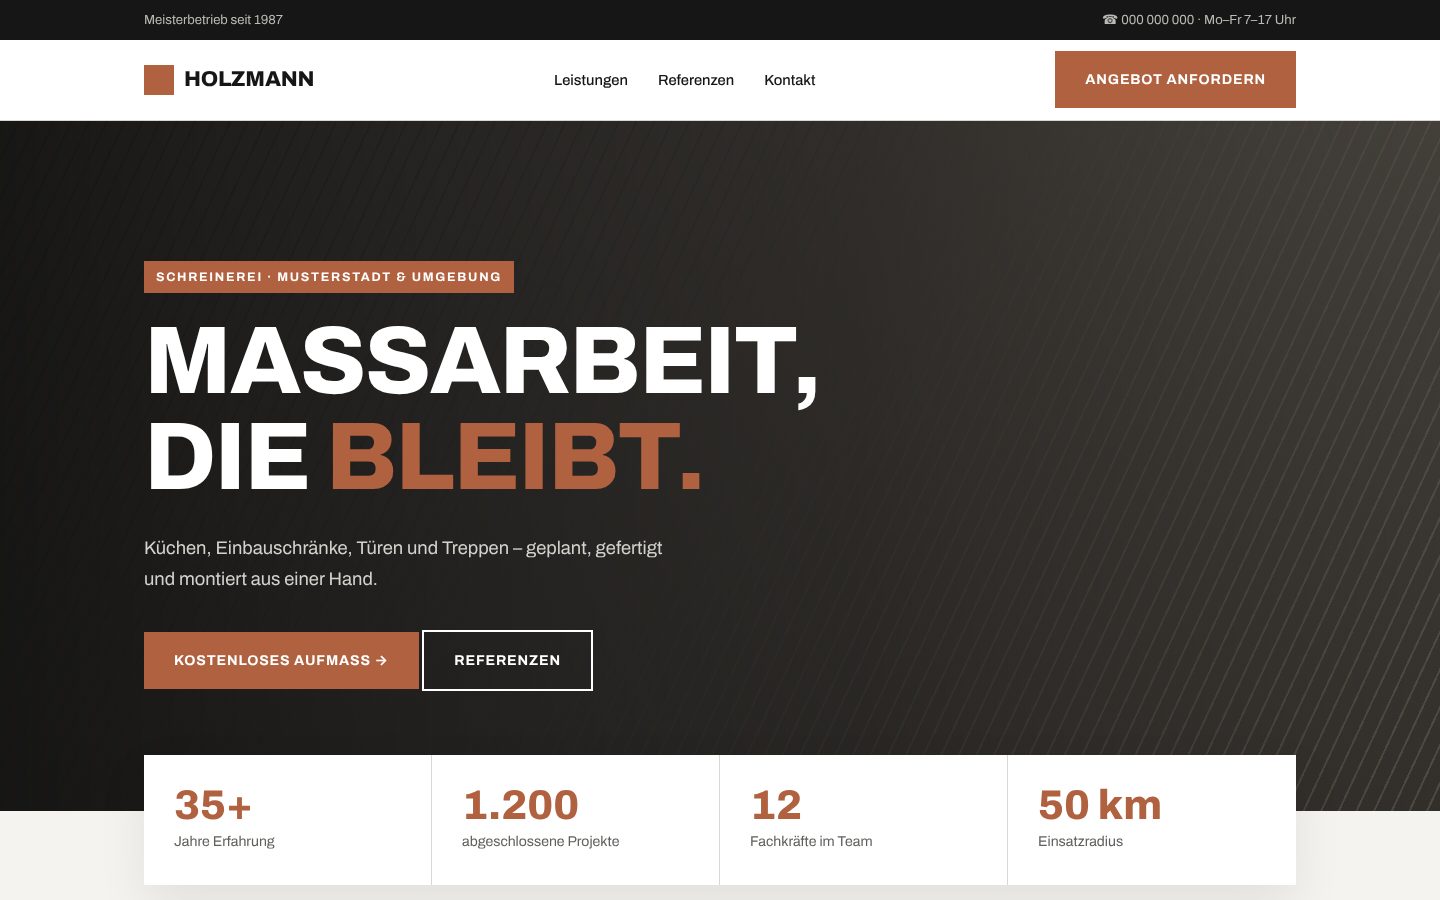 Meisterbetrieb seit 1987
☎ 000 000 000 · Mo–Fr 7–17 Uhr
HOLZMANN
Leistungen
Referenzen
Kontakt
ANGEBOT ANFORDERN
SCHREINEREI · MUSTERSTADT & UMGEBUNG
MASSARBEIT,
DIE BLEIBT.
Küchen, Einbauschränke, Türen und Treppen – geplant, gefertigt
und montiert aus einer Hand.
KOSTENLOSES AUFMASS →
REFERENZEN
35+
Jahre Erfahrung
1.200
abgeschlossene Projekte
12
Fachkräfte im Team
50 km
Einsatzradius